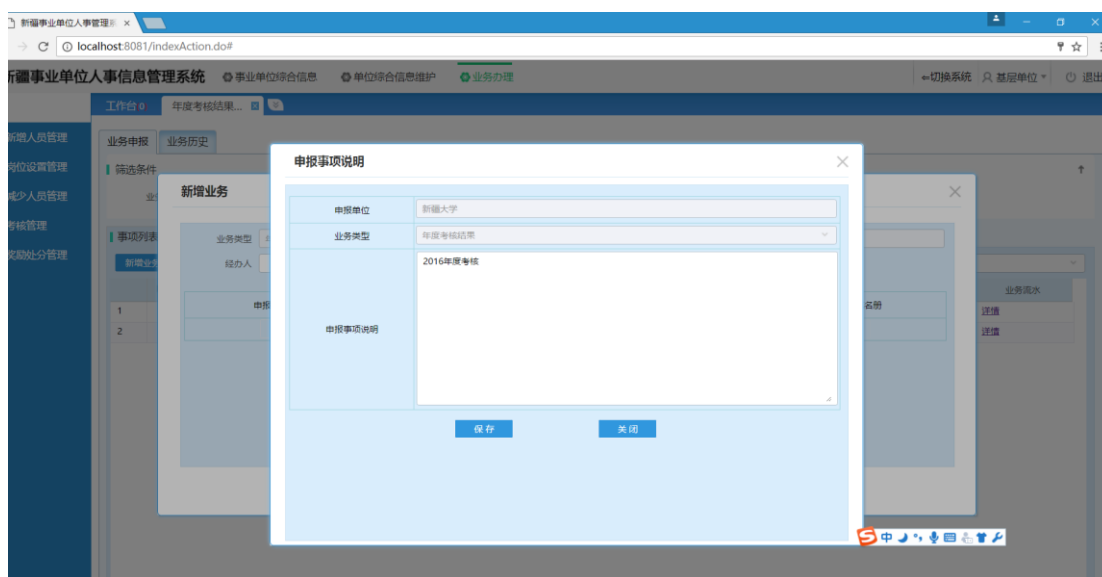 新疆事业单位人事管理系 ×
localhost:8081/indexAction.do#
新疆事业单位人事信息管理系统 事业单位综合信息 单位综合信息维护 业务办理 切换系统 基层单位 退出
工作台 0 年度考核结果...
新增人员管理
岗位设置管理
减少人员管理
考核管理
奖励处分管理
业务申报 业务历史
筛选条件
事项列表
新增业务
业务流水
1 详情
2 详情
新增业务
业务类型
经办人
申报
名册
申报事项说明
申报单位 新疆大学
业务类型 年度考核结果
申报事项说明 2016年度考核
保存 关闭
中